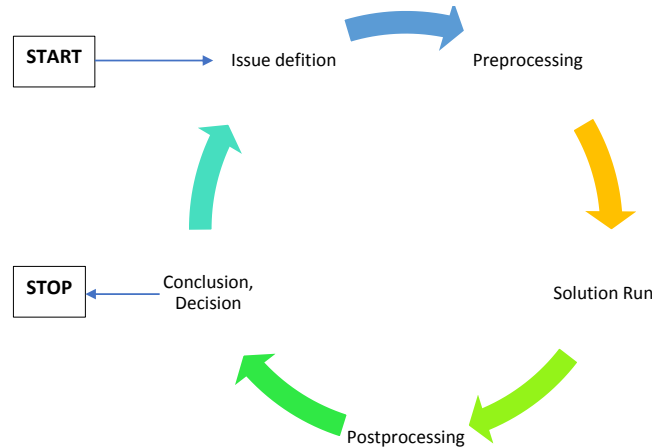 START
Issue defition
Preprocessing
STOP
Conclusion,
Decision
Solution Run
Postprocessing